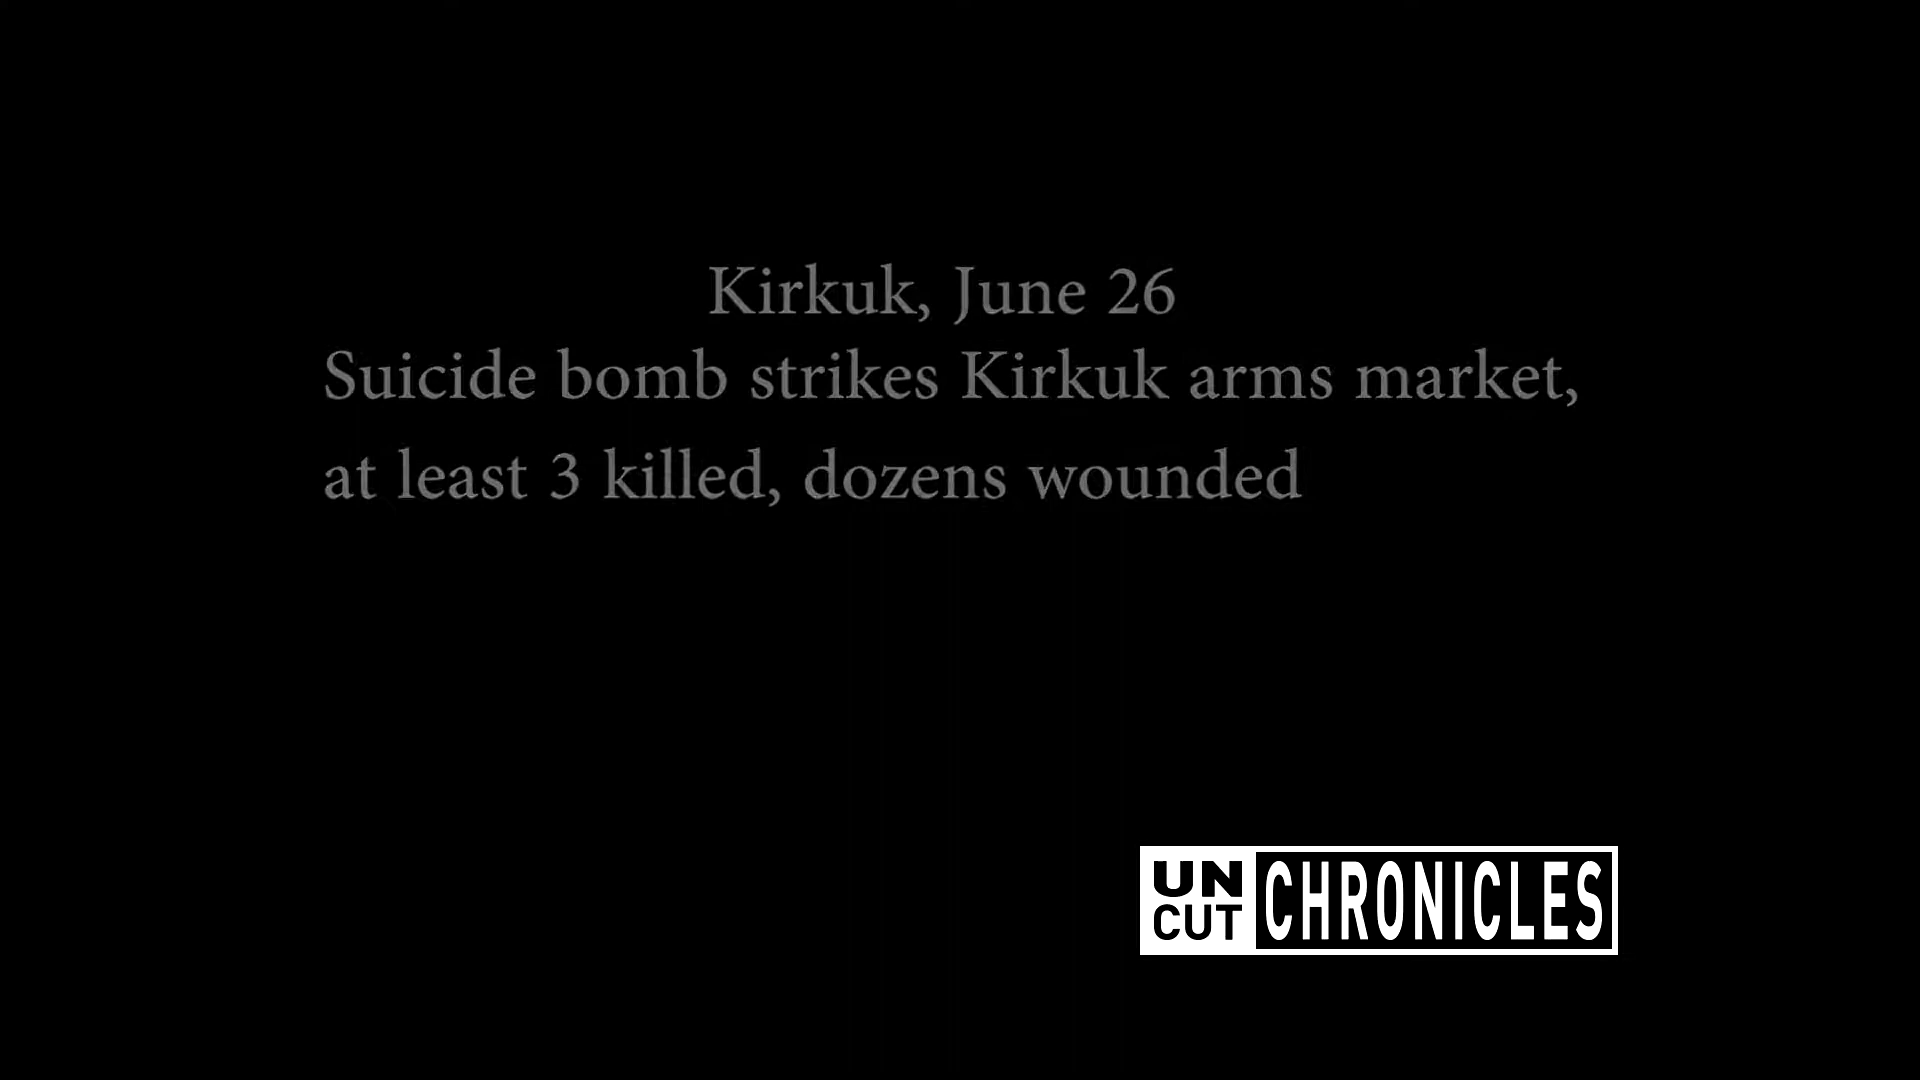 Kirkuk, June 26
Suicide bomb strikes Kirkuk arms market,
at least 3 killed, dozens wounded
UN
CUT
CHRONICLES